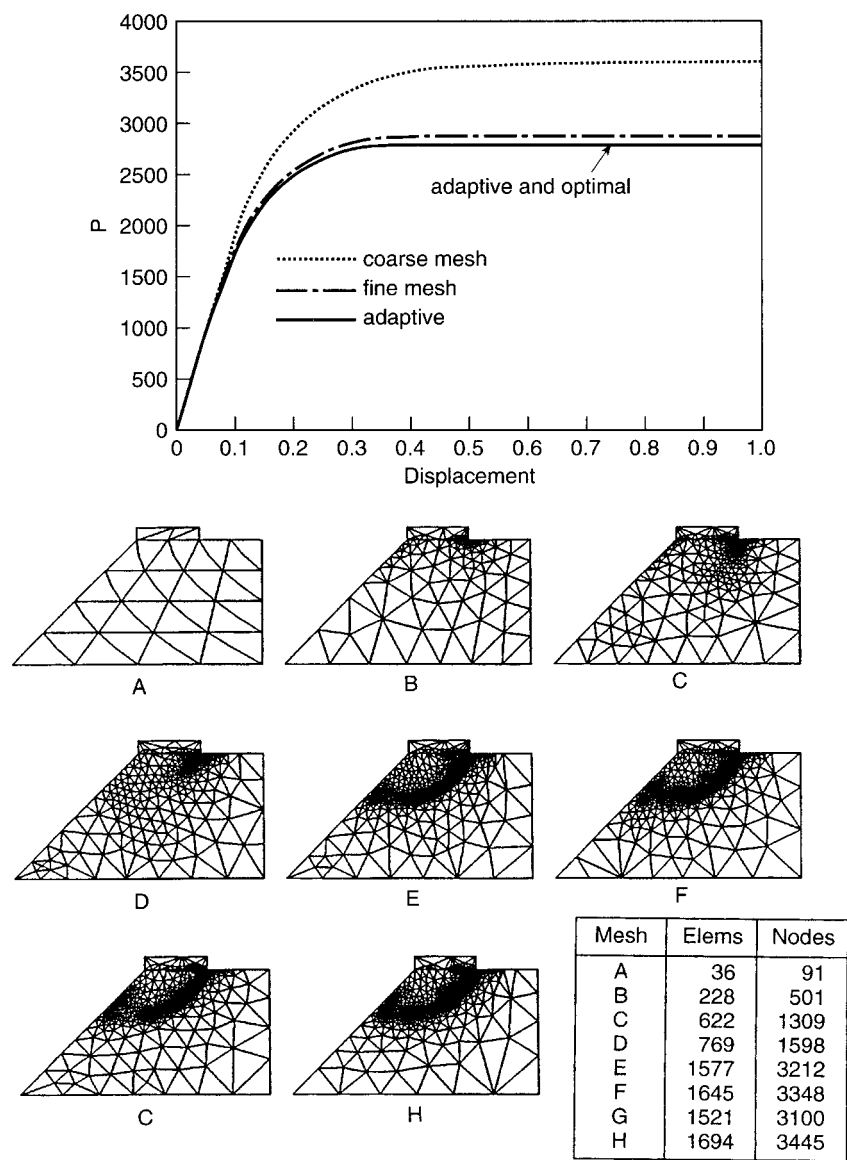 4000
3500
3000
2500
2000
1500
1000
500
0
P
adaptive and optimal
coarse mesh
fine mesh
adaptive
0 0.1 0.2 0.3 0.4 0.5 0.6 0.7 0.8 0.9 1.0
Displacement
A B C
D E F
C H
Mesh Elems Nodes
A 36 91
B 228 501
C 622 1309
D 769 1598
E 1577 3212
F 1645 3348
G 1521 3100
H 1694 3445